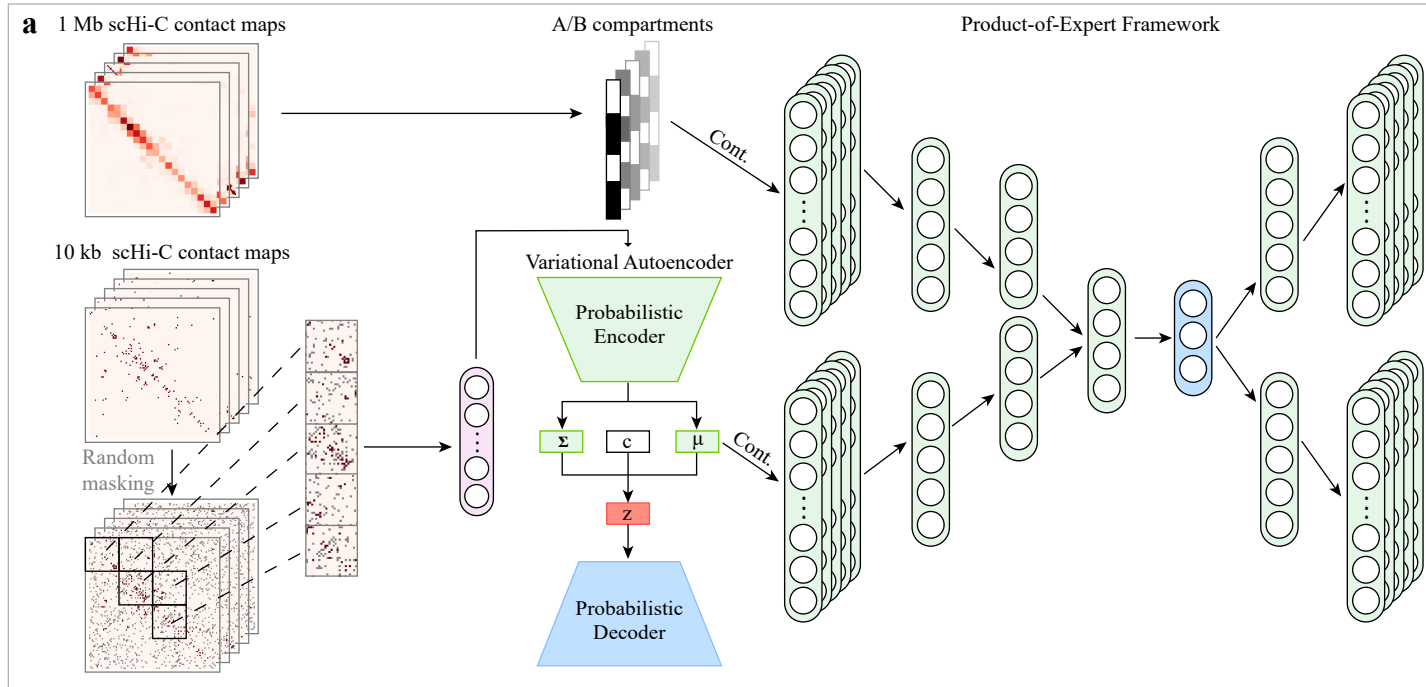 a
1 Mb scHi-C contact maps
A/B compartments
Product-of-Expert Framework
Cont.
10 kb scHi-C contact maps
Variational Autoencoder
Probabilistic
Encoder
Σ
c
μ
Cont.
Random
masking
z
Probabilistic
Decoder